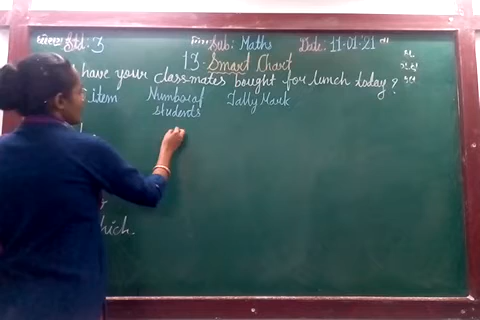 Std: 3 Sub: Maths Date: 11-01-21
13. Smart Chart
have your classmates bought for lunch today?
item Number of Tally Mark
students
hich.